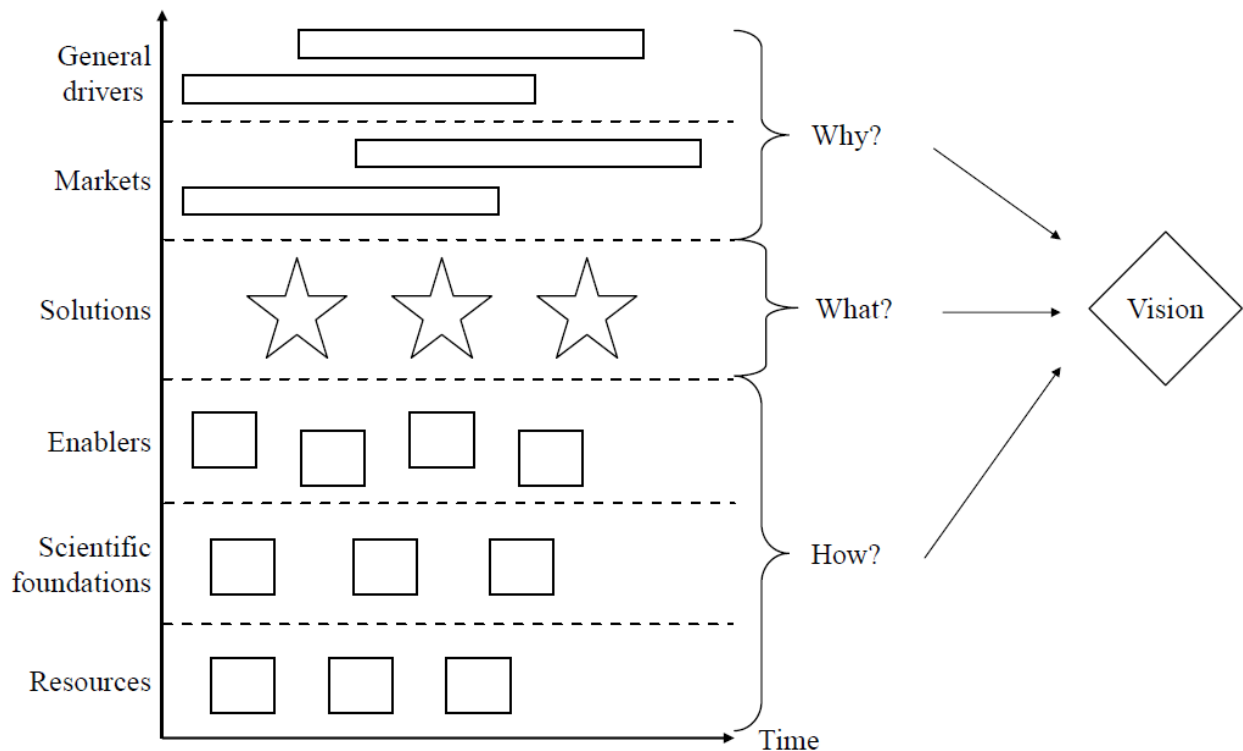 General
drivers
Markets
Solutions
Enablers
Scientific
foundations
Resources
Time
Why?
What?
How?
Vision